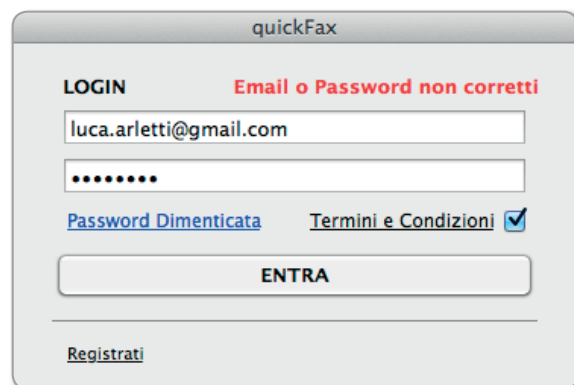 quickFax
LOGIN Email o Password non corretti
luca.arletti@gmail.com
••••••••
Password Dimenticata Termini e Condizioni
ENTRA
Registrati